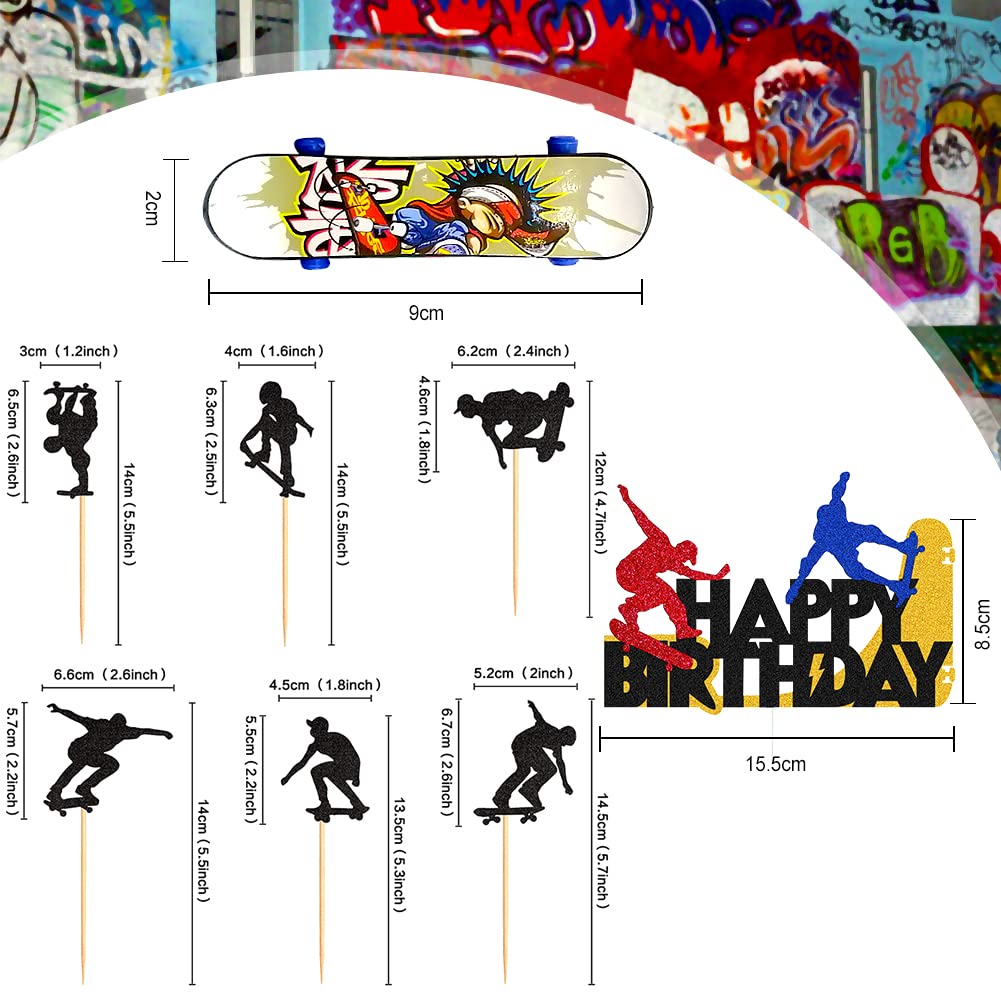 RGB
2cm
9cm
3cm（1.2inch）
6.5cm（2.6inch）
14cm（5.5inch）
4cm（1.6inch）
6.3cm（2.5inch）
14cm（5.5inch）
6.2cm（2.4inch）
4.6cm（1.8inch）
12cm（4.7inch）
HAPPY
BIRTHDAY
8.5cm
15.5cm
6.6cm（2.6inch）
5.7cm（2.2inch）
14cm（5.5inch）
4.5cm（1.8inch）
5.5cm（2.2inch）
13.5cm（5.3inch）
5.2cm（2inch）
6.7cm（2.6inch）
14.5cm（5.7inch）